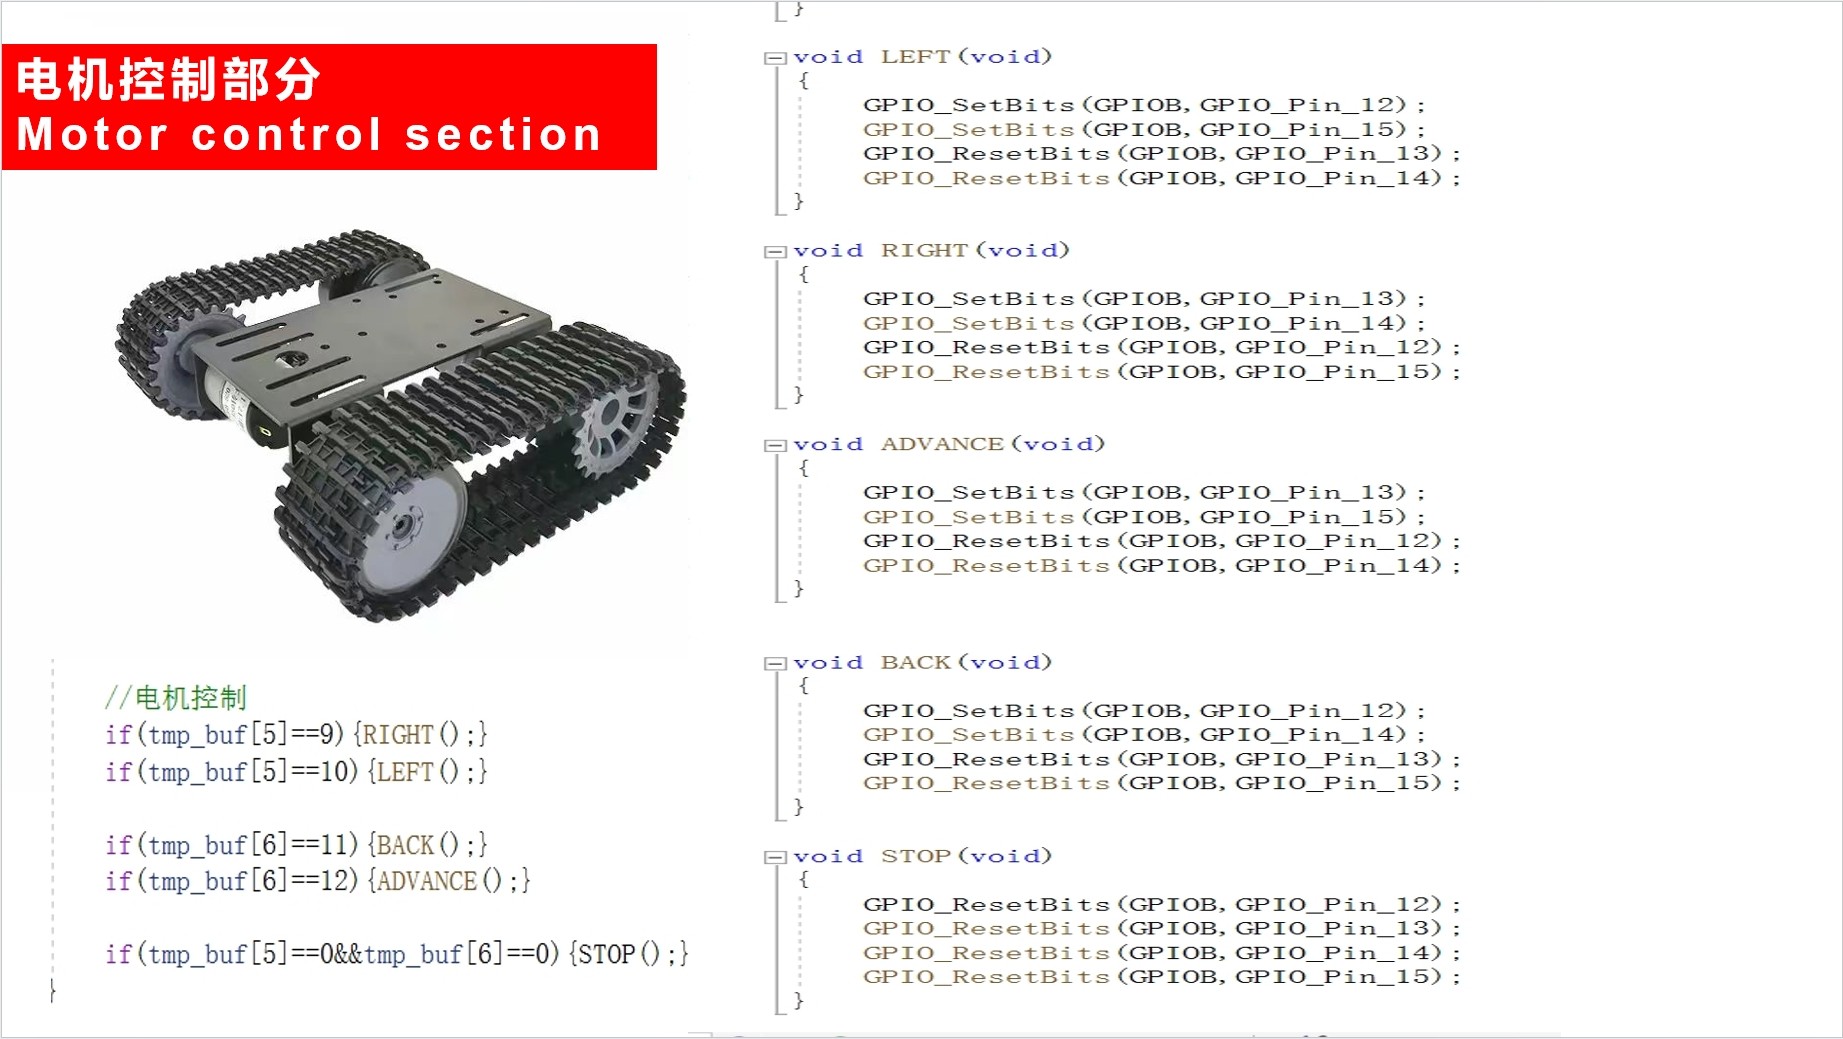 电机控制部分
Motor control section
//电机控制
if(tmp_buf[5]==9){RIGHT();}
if(tmp_buf[5]==10){LEFT();}
if(tmp_buf[6]==11){BACK();}
if(tmp_buf[6]==12){ADVANCE();}
if(tmp_buf[5]==0&&tmp_buf[6]==0){STOP();}
}
}
void LEFT(void)
{
GPIO_SetBits(GPIOB,GPIO_Pin_12);
GPIO_SetBits(GPIOB,GPIO_Pin_15);
GPIO_ResetBits(GPIOB,GPIO_Pin_13);
GPIO_ResetBits(GPIOB,GPIO_Pin_14);
}
void RIGHT(void)
{
GPIO_SetBits(GPIOB,GPIO_Pin_13);
GPIO_SetBits(GPIOB,GPIO_Pin_14);
GPIO_ResetBits(GPIOB,GPIO_Pin_12);
GPIO_ResetBits(GPIOB,GPIO_Pin_15);
}
void ADVANCE(void)
{
GPIO_SetBits(GPIOB,GPIO_Pin_13);
GPIO_SetBits(GPIOB,GPIO_Pin_15);
GPIO_ResetBits(GPIOB,GPIO_Pin_12);
GPIO_ResetBits(GPIOB,GPIO_Pin_14);
}
void BACK(void)
{
GPIO_SetBits(GPIOB,GPIO_Pin_12);
GPIO_SetBits(GPIOB,GPIO_Pin_14);
GPIO_ResetBits(GPIOB,GPIO_Pin_13);
GPIO_ResetBits(GPIOB,GPIO_Pin_15);
}
void STOP(void)
{
GPIO_ResetBits(GPIOB,GPIO_Pin_12);
GPIO_ResetBits(GPIOB,GPIO_Pin_13);
GPIO_ResetBits(GPIOB,GPIO_Pin_14);
GPIO_ResetBits(GPIOB,GPIO_Pin_15);
}